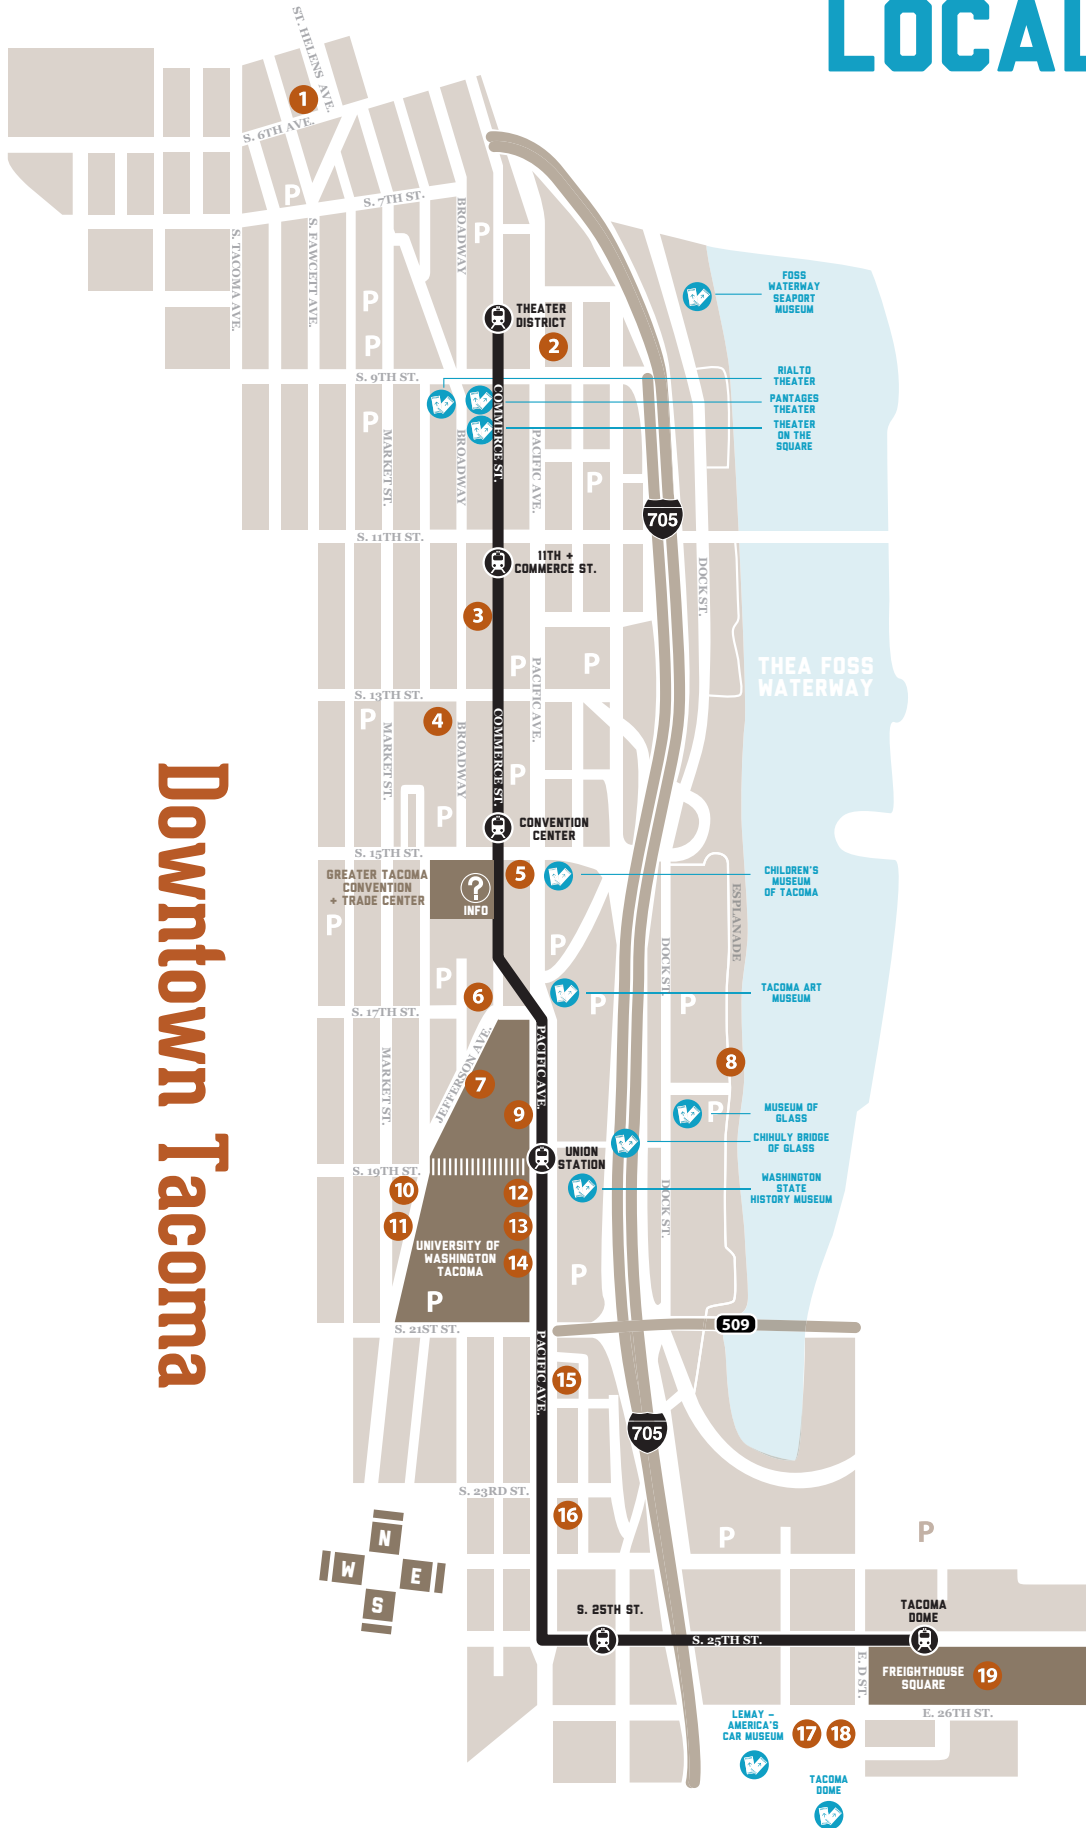 LOCAL
ST. HELENS AVE.
1
S. 6TH AVE.
P
S. 7TH ST.
BROADWAY
S. TACOMA AVE.
S. FAWCETT AVE.
P
FOSS
WATERWAY
SEAPORT
MUSEUM
P
THEATER
DISTRICT
2
P
S. 9TH ST.
RIALTO
THEATER
PANTAGES
THEATER
THEATER
ON THE
SQUARE
P
COMMERCE ST.
MARKET ST.
BROADWAY
PACIFIC AVE.
P
705
S. 11TH ST.
11TH +
COMMERCE ST.
DOCK ST.
3
P
P
PACIFIC AVE.
THEA FOSS
WATERWAY
S. 13TH ST.
P
4
MARKET ST.
BROADWAY
COMMERCE ST.
P
P
CONVENTION
CENTER
S. 15TH ST.
GREATER TACOMA
CONVENTION
+ TRADE CENTER
?
INFO
5
CHILDREN'S
MUSEUM
OF TACOMA
ESPLANADE
P
P
DOCK ST.
P
6
P
P
TACOMA ART
MUSEUM
S. 17TH ST.
MARKET ST.
JEFFERSON AVE.
PACIFIC AVE.
7
8
9
P
MUSEUM OF
GLASS
CHIHULY BRIDGE
OF GLASS
UNION
STATION
S. 19TH ST.
WASHINGTON
STATE
HISTORY MUSEUM
10
12
DOCK ST.
11
13
UNIVERSITY OF
WASHINGTON
TACOMA
14
P
P
S. 21ST ST.
509
PACIFIC AVE.
15
705
S. 23RD ST.
16
P
P
N
W
E
S
S. 25TH ST.
TACOMA
DOME
S. 25TH ST.
E. D ST.
FREIGHTHOUSE
SQUARE
19
E. 26TH ST.
LEMAY –
AMERICA'S
CAR MUSEUM
17
18
TACOMA
DOME
Downtown Tacoma